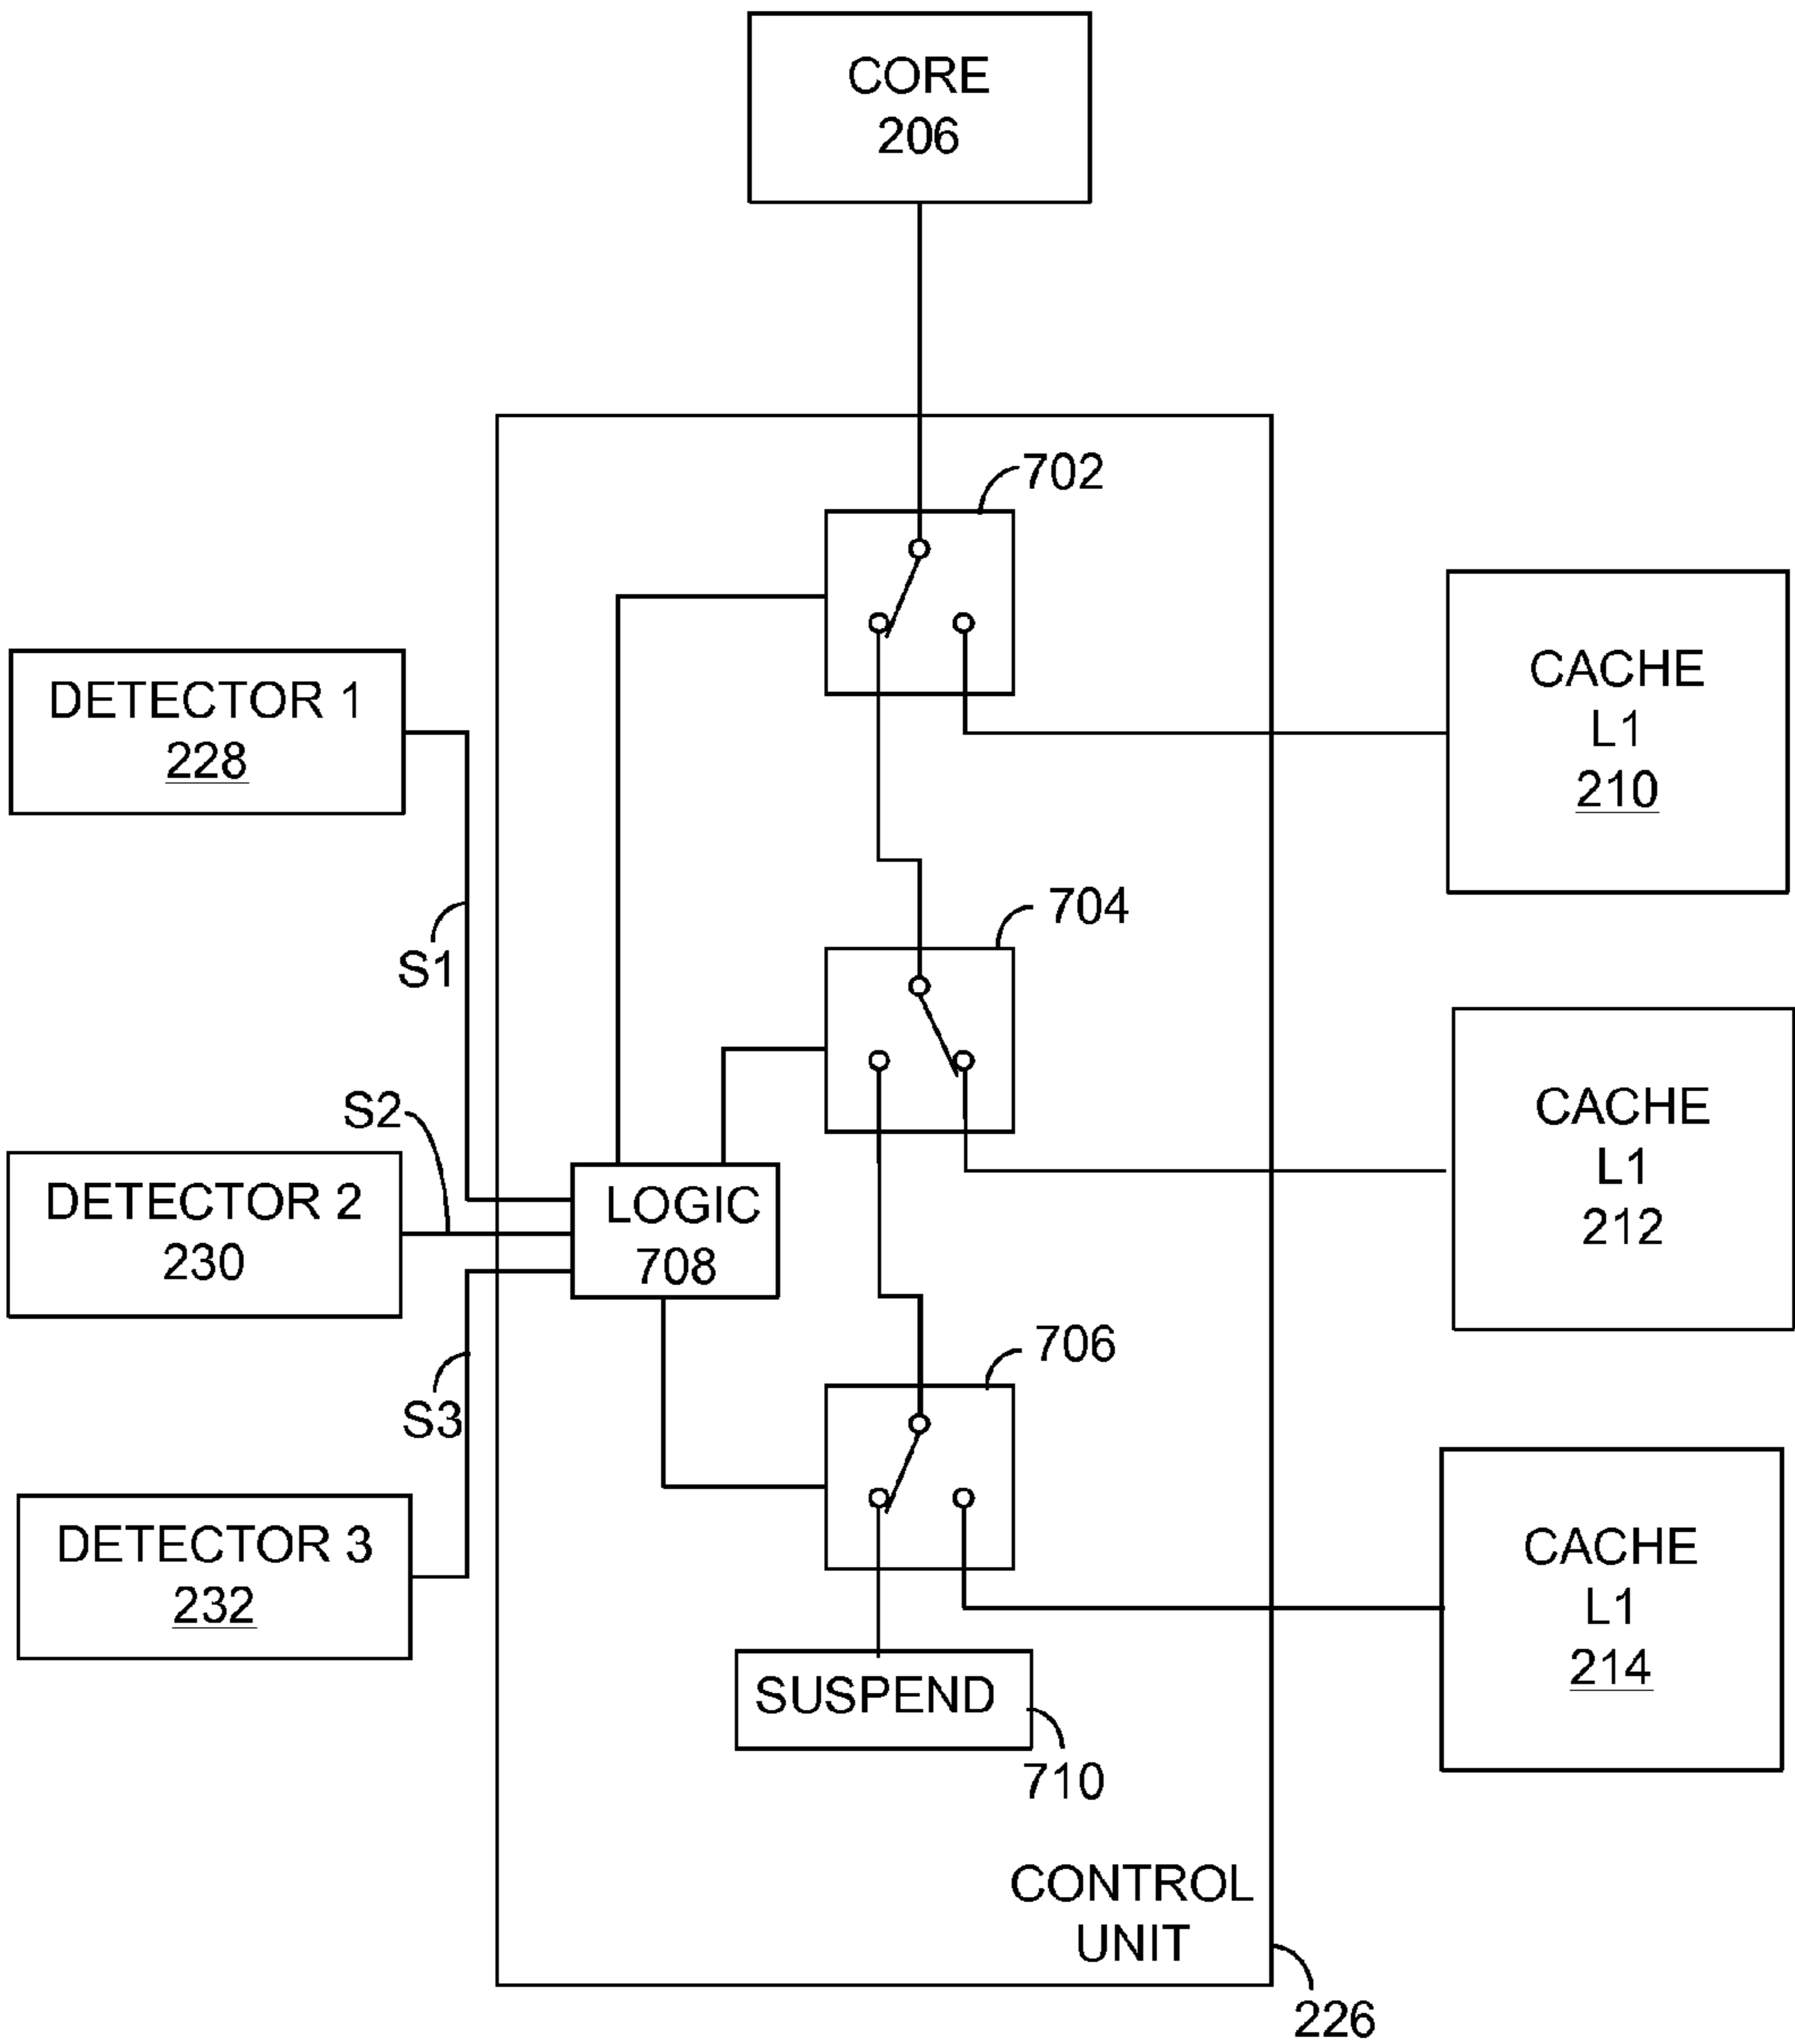 CORE
206
702
DETECTOR 1
228
CACHE
L1
210
S1
704
S2
CACHE
L1
212
DETECTOR 2
230
LOGIC
708
706
S3
DETECTOR 3
232
CACHE
L1
214
SUSPEND
710
CONTROL
UNIT
226